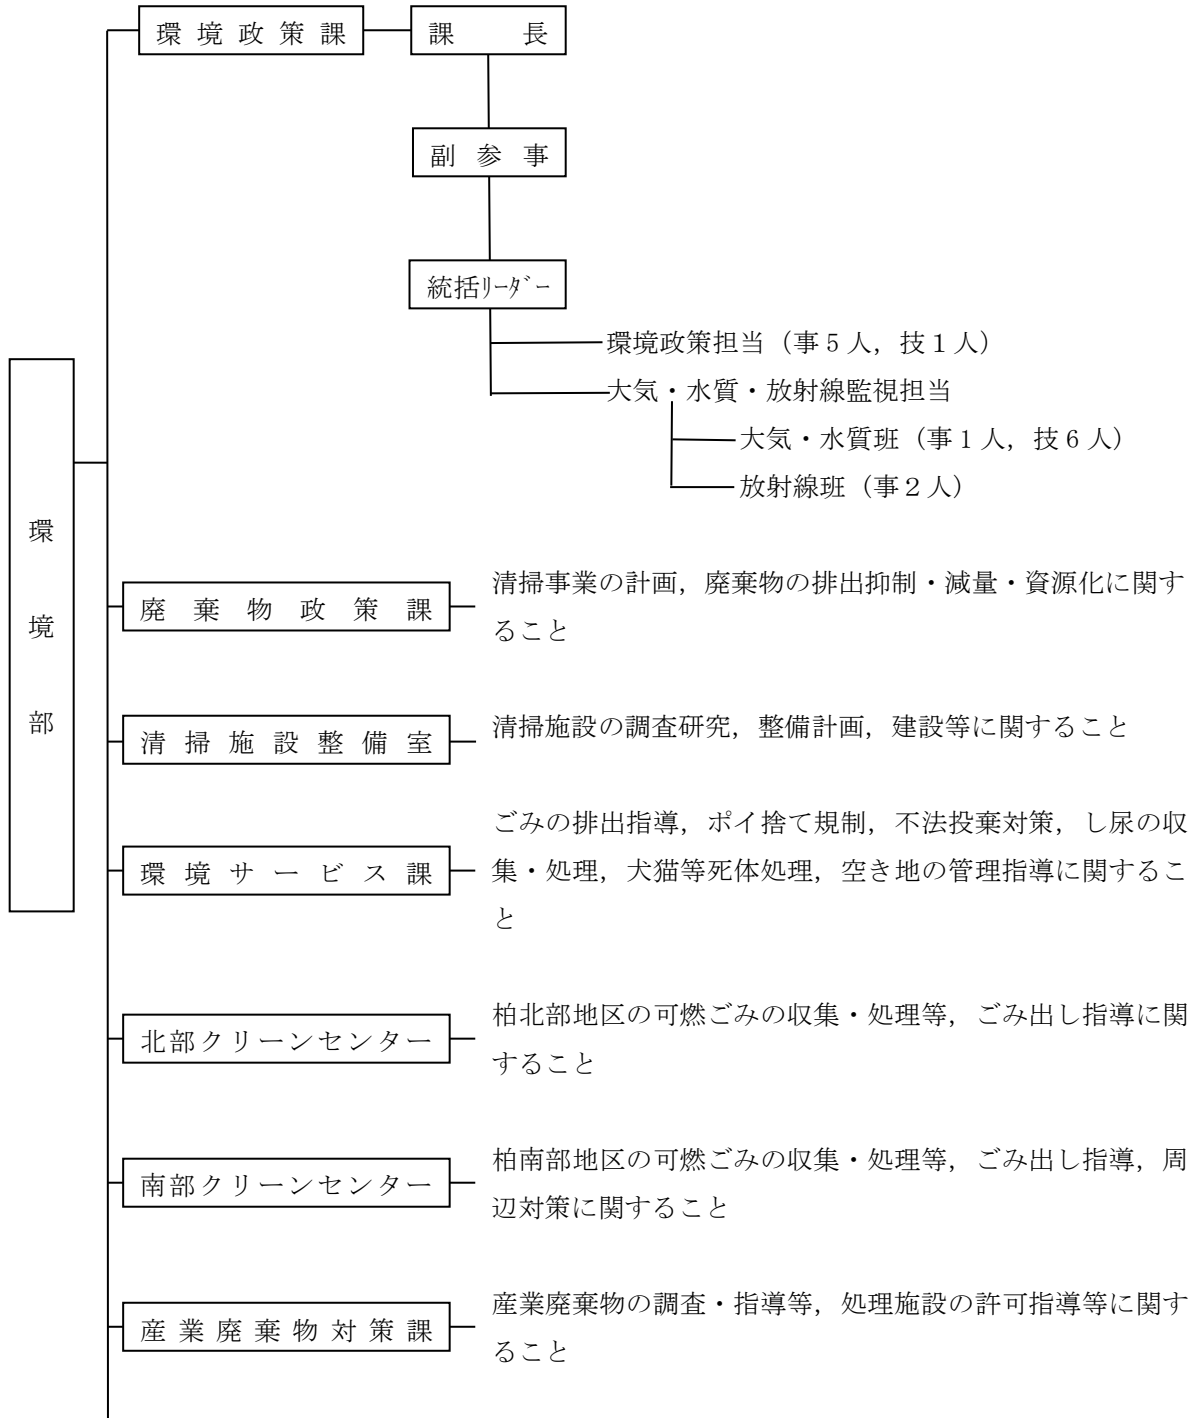 環境政策課
課長
副参事
統括ﾘｰﾀﾞｰ
環境政策担当（事５人，技１人）
大気・水質・放射線監視担当
大気・水質班（事１人，技６人）
放射線班（事２人）
環境部
廃棄物政策課
清掃事業の計画，廃棄物の排出抑制・減量・資源化に関す
ること
清掃施設整備室
清掃施設の調査研究，整備計画，建設等に関すること
環境サービス課
ごみの排出指導，ポイ捨て規制，不法投棄対策，し尿の収
集・処理，犬猫等死体処理，空き地の管理指導に関するこ
と
北部クリーンセンター
柏北部地区の可燃ごみの収集・処理等，ごみ出し指導に関
すること
南部クリーンセンター
柏南部地区の可燃ごみの収集・処理等，ごみ出し指導，周
辺対策に関すること
産業廃棄物対策課
産業廃棄物の調査・指導等，処理施設の許可指導等に関す
ること